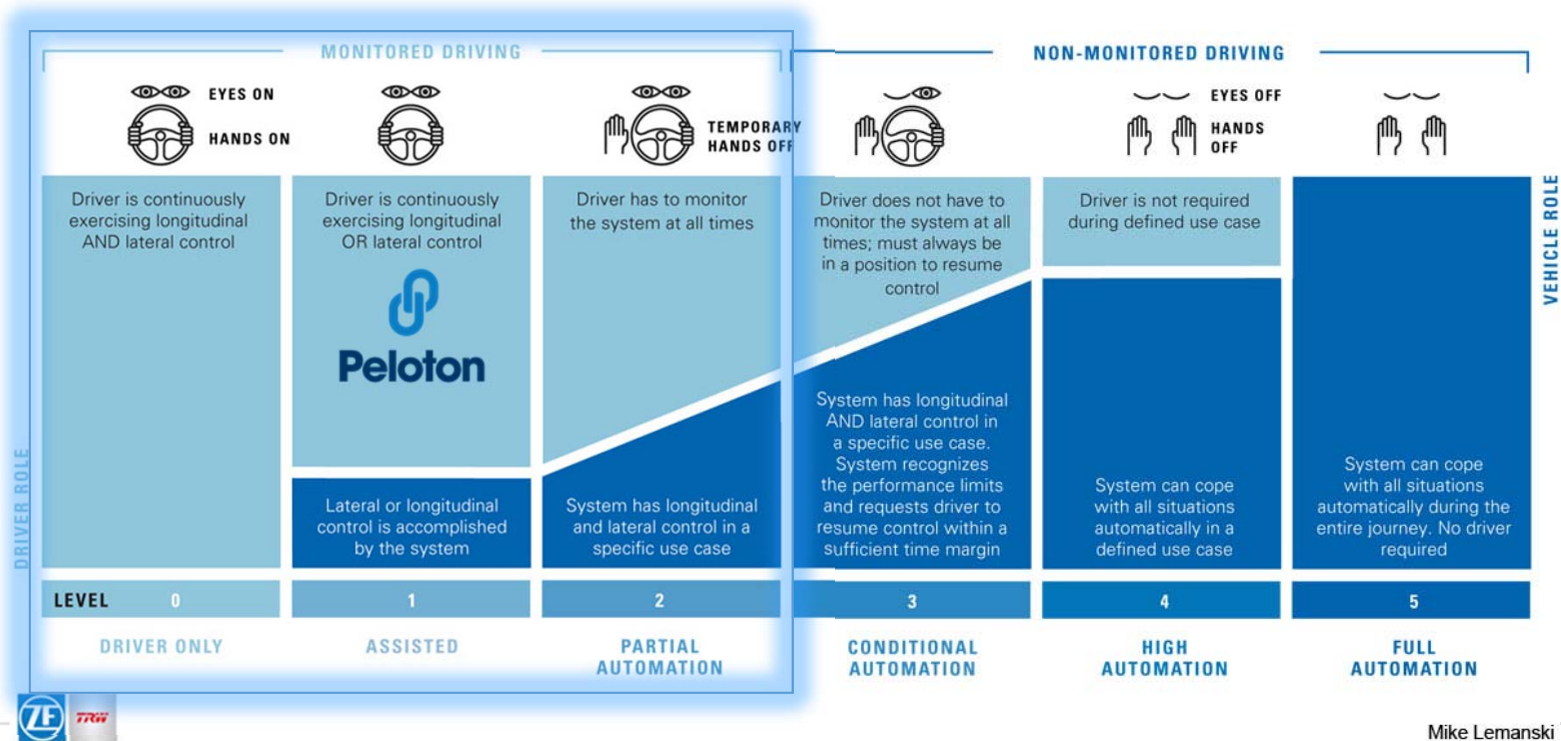 MONITORED DRIVING
NON-MONITORED DRIVING
EYES ON
HANDS ON
TEMPORARY
HANDS OFF
EYES OFF
HANDS
OFF
Driver is continuously
exercising longitudinal
AND lateral control
Driver is continuously
exercising longitudinal
OR lateral control
Peloton
Lateral or longitudinal
control is accomplished
by the system
Driver has to monitor
the system at all times
System has longitudinal
and lateral control in a
specific use case
Driver does not have to
monitor the system at all
times; must always be
in a position to resume
control
System has longitudinal
AND lateral control in
a specific use case.
System recognizes
the performance limits
and requests driver to
resume control within a
sufficient time margin
Driver is not required
during defined use case
System can cope
with all situations
automatically in a
defined use case
System can cope
with all situations
automatically during the
entire journey. No driver
required
DRIVER ROLE
VEHICLE ROLE
LEVEL 0 1 2 3 4 5
DRIVER ONLY
ASSISTED
PARTIAL
AUTOMATION
CONDITIONAL
AUTOMATION
HIGH
AUTOMATION
FULL
AUTOMATION
ZF
TRW
Mike Lemanski